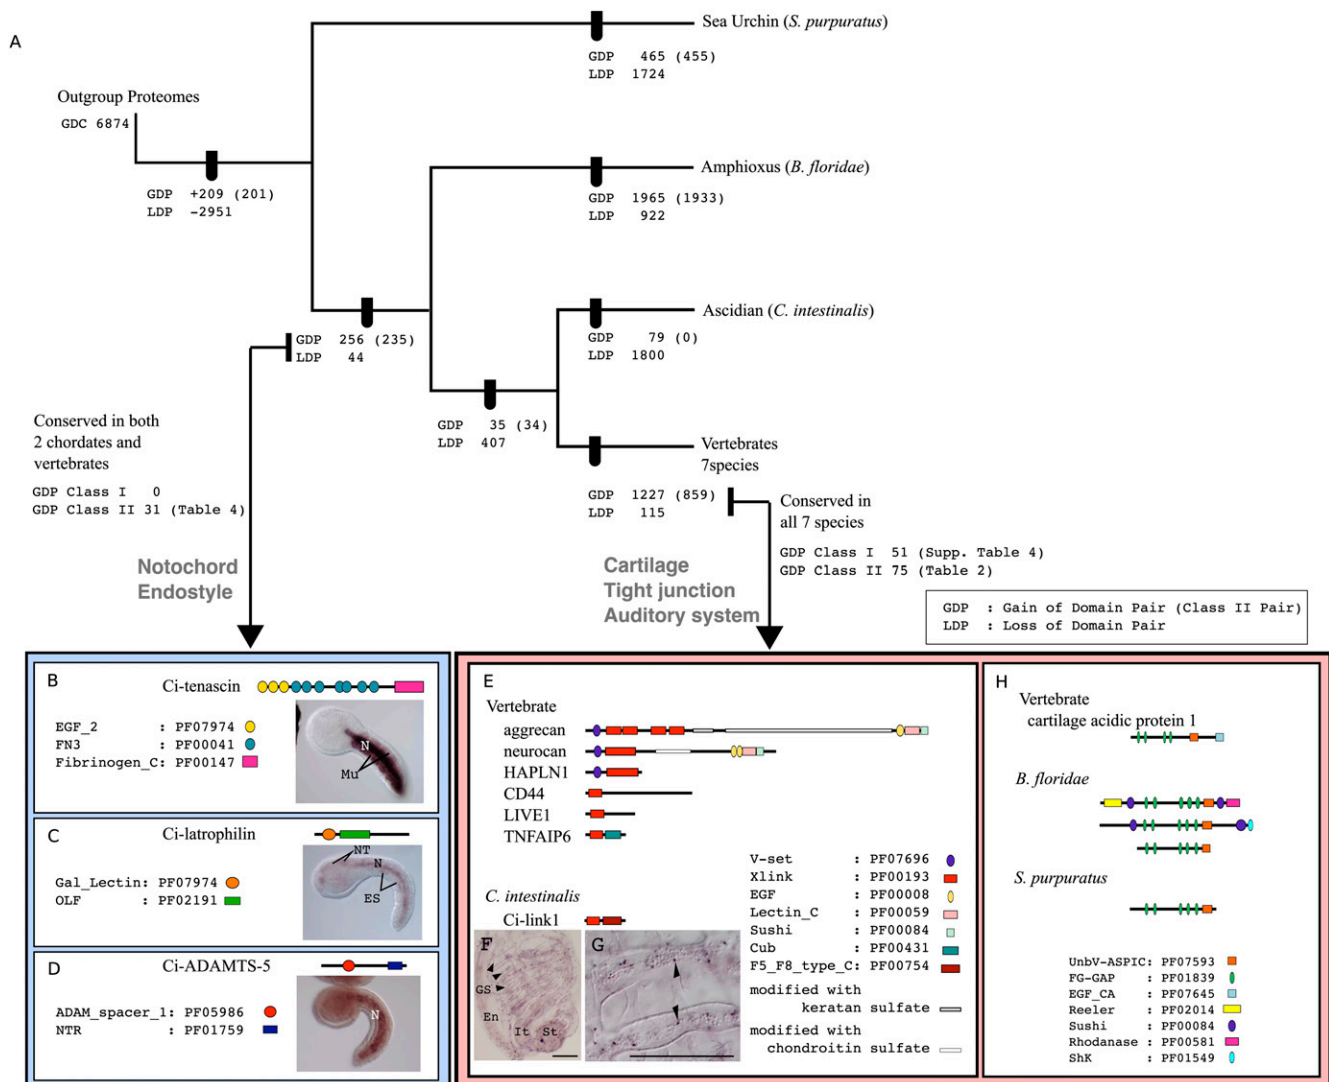 A
Sea Urchin (S. purpuratus)
GDP 465 (455)
LDP 1724
Outgroup Proteomes
GDC 6874
GDP +209 (201)
LDP -2951
Amphioxus (B. floridae)
GDP 1965 (1933)
LDP 922
GDP 256 (235)
LDP 44
Ascidian (C. intestinalis)
GDP 79 (0)
LDP 1800
GDP 35 (34)
LDP 407
Vertebrates
7species
GDP 1227 (859)
LDP 115
Conserved in both
2 chordates and
vertebrates
GDP Class I 0
GDP Class II 31 (Table 4)
Notochord
Endostyle
Conserved in
all 7 species
GDP Class I 51 (Supp. Table 4)
GDP Class II 75 (Table 2)
Cartilage
Tight junction
Auditory system
GDP : Gain of Domain Pair (Class II Pair)
LDP : Loss of Domain Pair
B
Ci-tenascin
EGF_2 : PF07974
FN3 : PF00041
Fibrinogen_C: PF00147
N
Mu
C
Ci-latrophilin
Gal_Lectin: PF07974
OLF : PF02191
NT
N
ES
D
Ci-ADAMTS-5
ADAM_spacer_1: PF05986
NTR : PF01759
N
E
Vertebrate
aggrecan
neurocan
HAPLN1
CD44
LIVE1
TNFAIP6
C. intestinalis
Ci-link1
F
GS
En
It
St
G
V-set : PF07696
Xlink : PF00193
EGF : PF00008
Lectin_C : PF00059
Sushi : PF00084
Cub : PF00431
F5_F8_type_C: PF00754
modified with
keratan sulfate
modified with
chondroitin sulfate
H
Vertebrate
cartilage acidic protein 1
B. floridae
S. purpuratus
UnbV-ASPIC: PF07593
FG-GAP : PF01839
EGF_CA : PF07645
Reeler : PF02014
Sushi : PF00084
Rhodanase : PF00581
ShK : PF01549